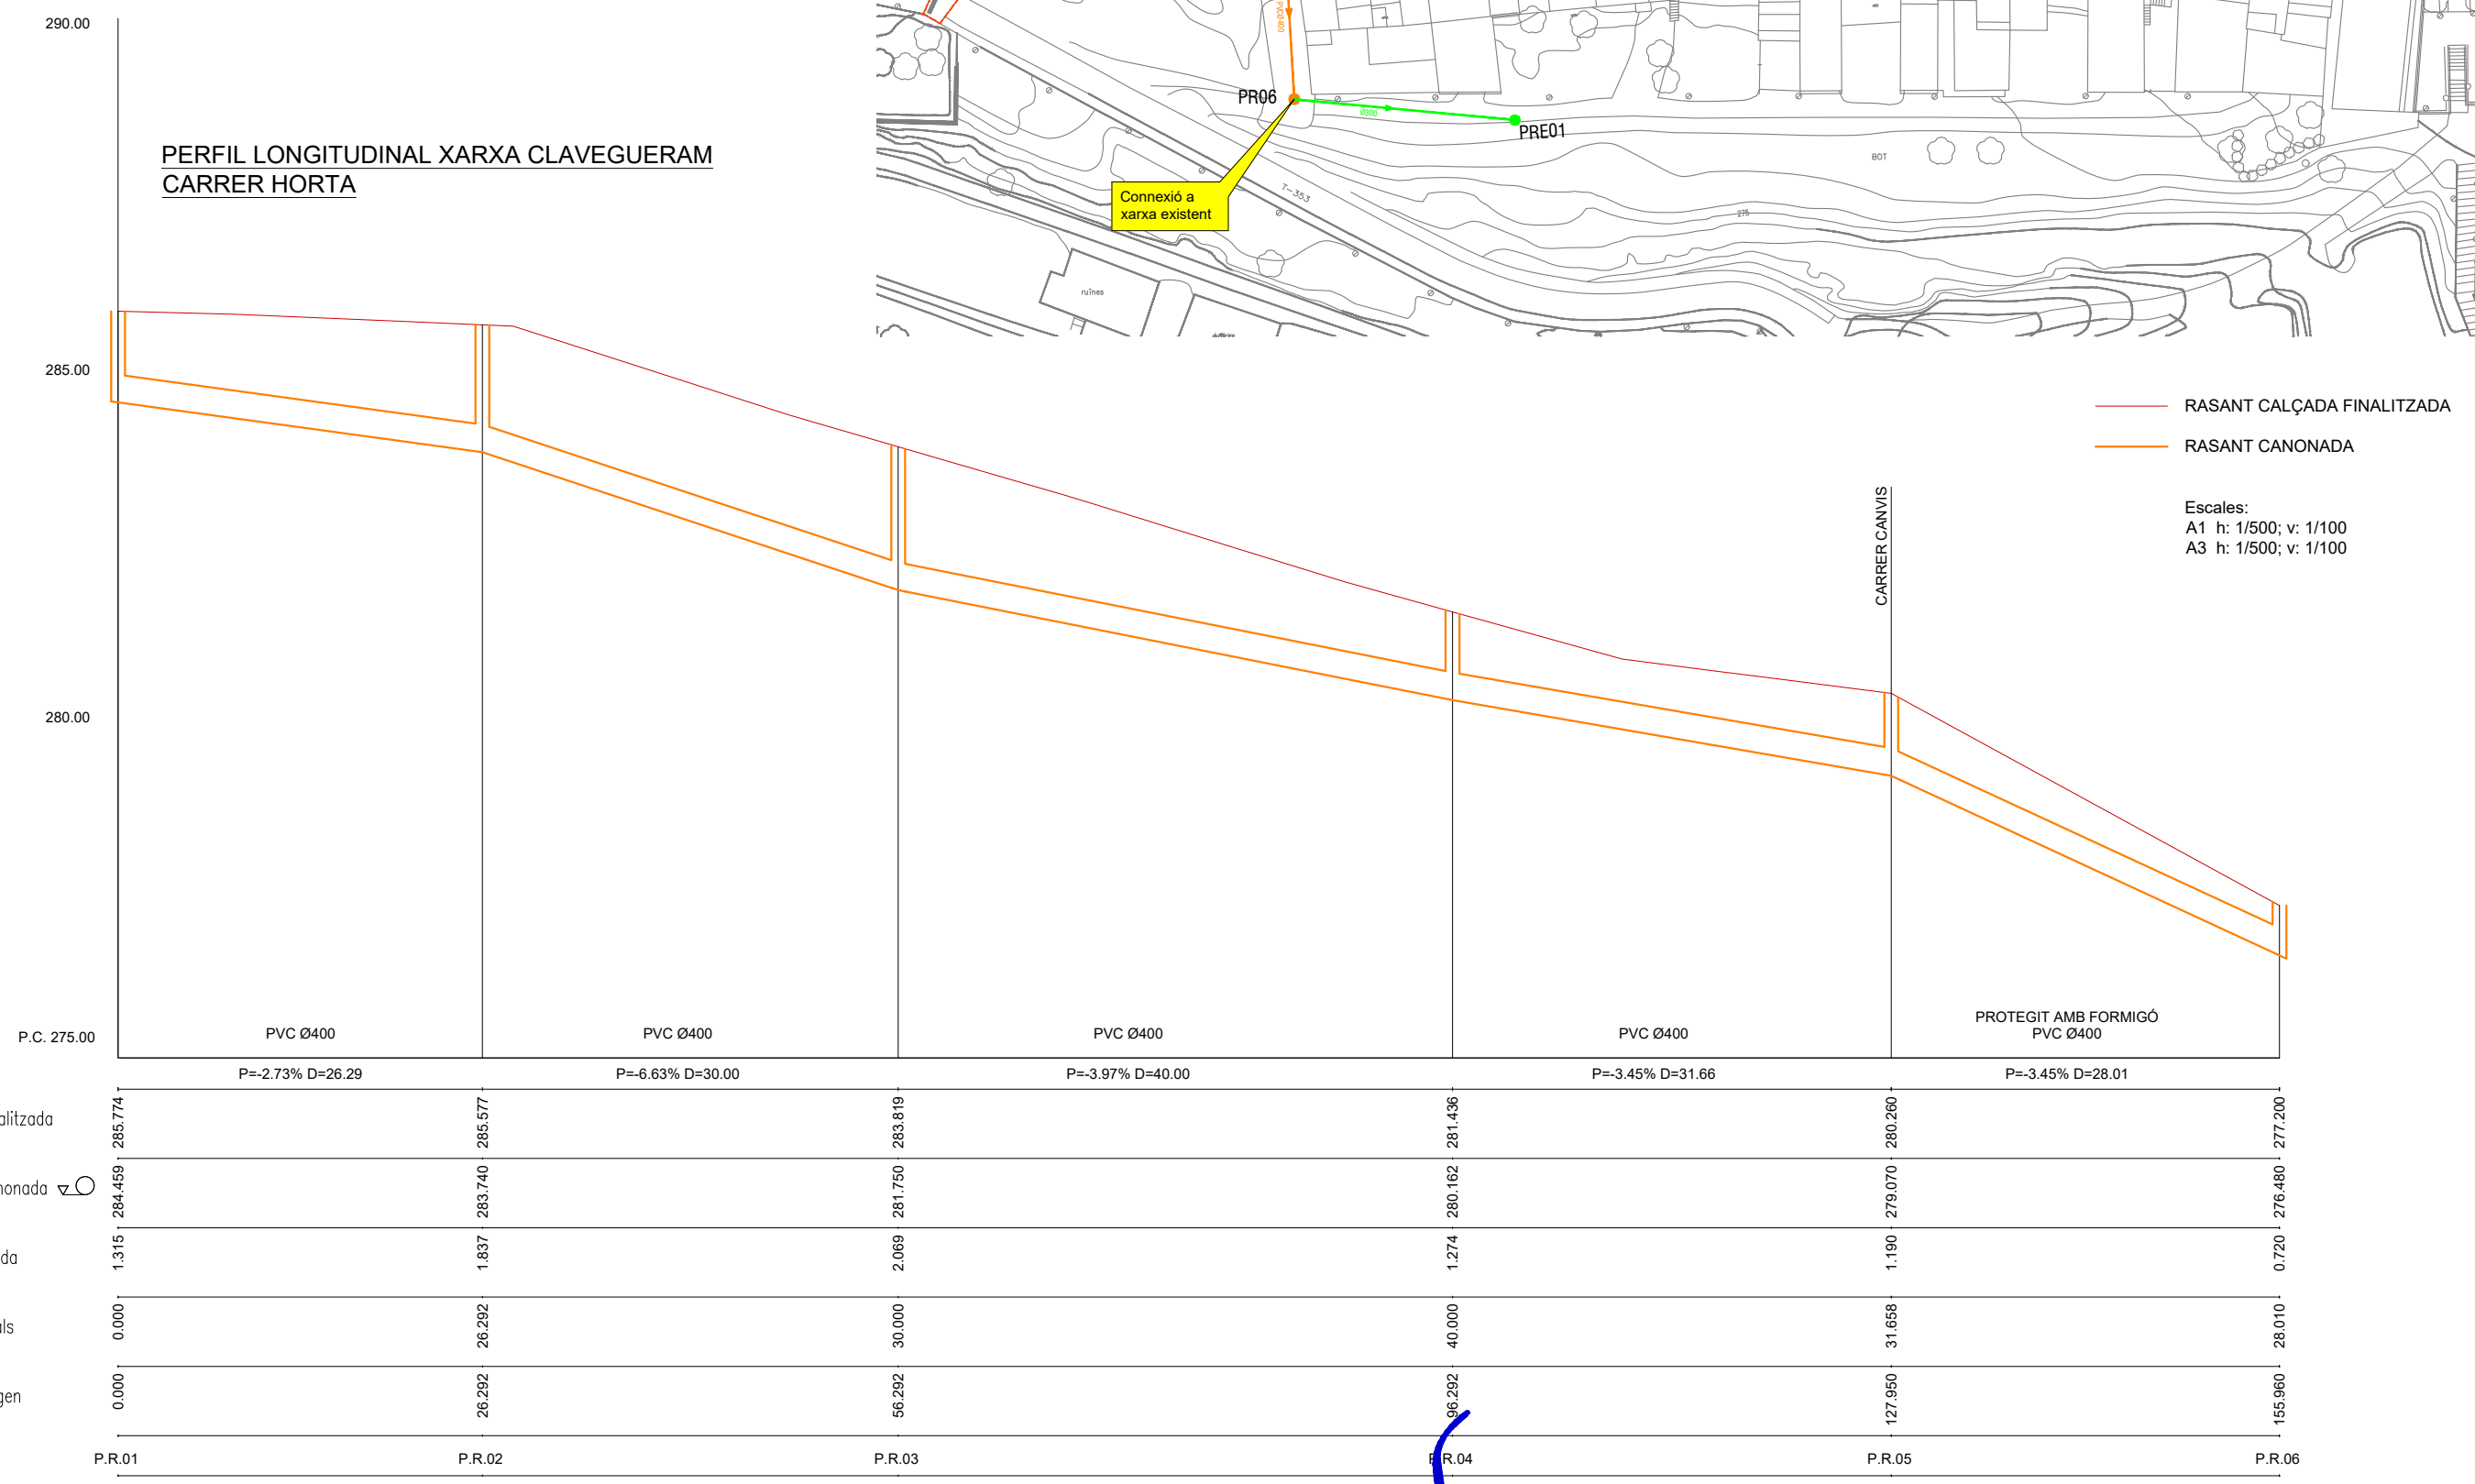 290.00
PERFIL LONGITUDINAL XARXA CLAVEGUERAM
CARRER HORTA
PVCØ400
PR06
Ø300
PRE01
Connexió a
xarxa existent
T-353
BOT
275
ruïnes
285.00
RASANT CALÇADA FINALITZADA
RASANT CANONADA
Escales:
A1 h: 1/500; v: 1/100
A3 h: 1/500; v: 1/100
CARRER CANVIS
280.00
P.C. 275.00
PVC Ø400
PVC Ø400
PVC Ø400
PVC Ø400
PROTEGIT AMB FORMIGÓ
PVC Ø400
P=-2.73% D=26.29
P=-6.63% D=30.00
P=-3.97% D=40.00
P=-3.45% D=31.66
P=-3.45% D=28.01
alitzada 285.774 285.577 283.819 281.436 280.260 277.200
nonada 284.459 283.740 281.750 280.162 279.070 276.480
da 1.315 1.837 2.069 1.274 1.190 0.720
ls 0.000 26.292 30.000 40.000 31.658 28.010
gen 0.000 26.292 56.292 96.292 127.950 155.960
P.R.01 P.R.02 P.R.03 P.R.04 P.R.05 P.R.06